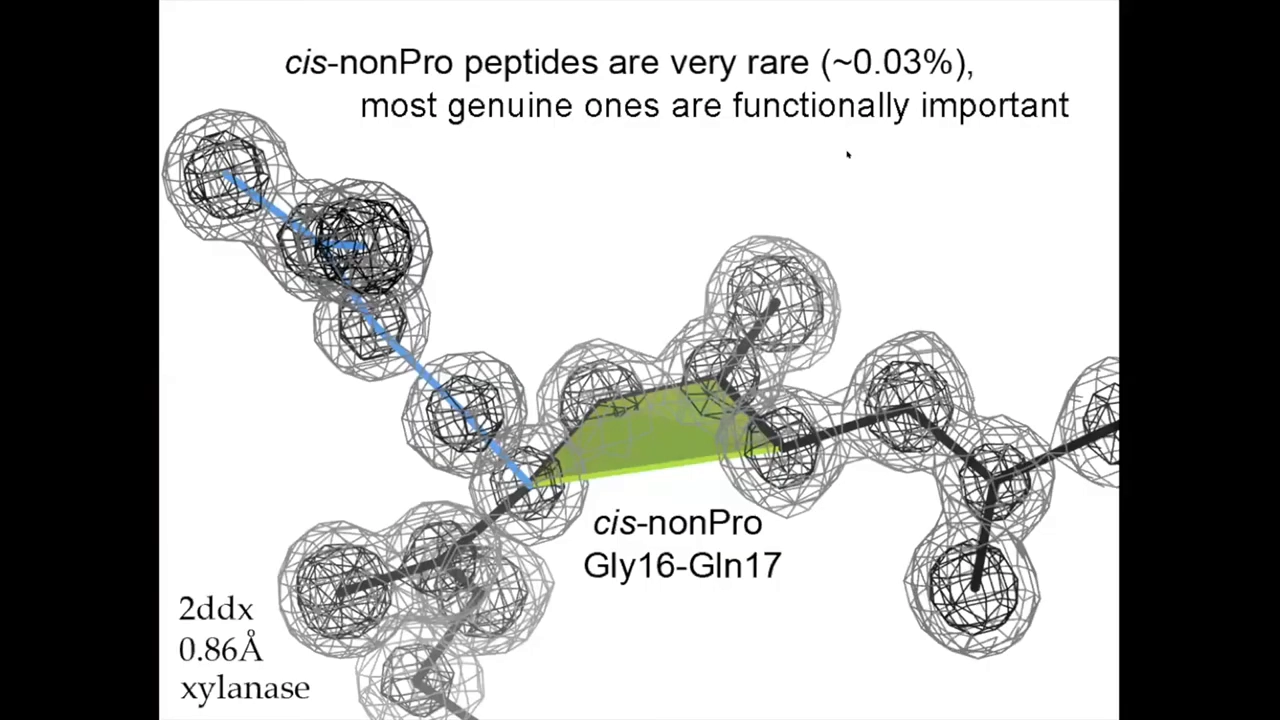 cis-nonPro peptides are very rare (~0.03%),
most genuine ones are functionally important
cis-nonPro
Gly16-Gln17
2ddx
0.86Å
xylanase